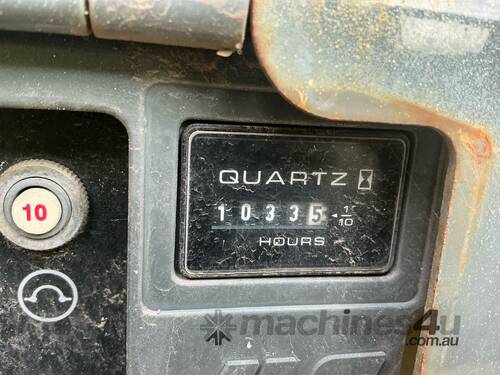 QUARTZ
10
10335 1/10
HOURS
machines4u
.com.au